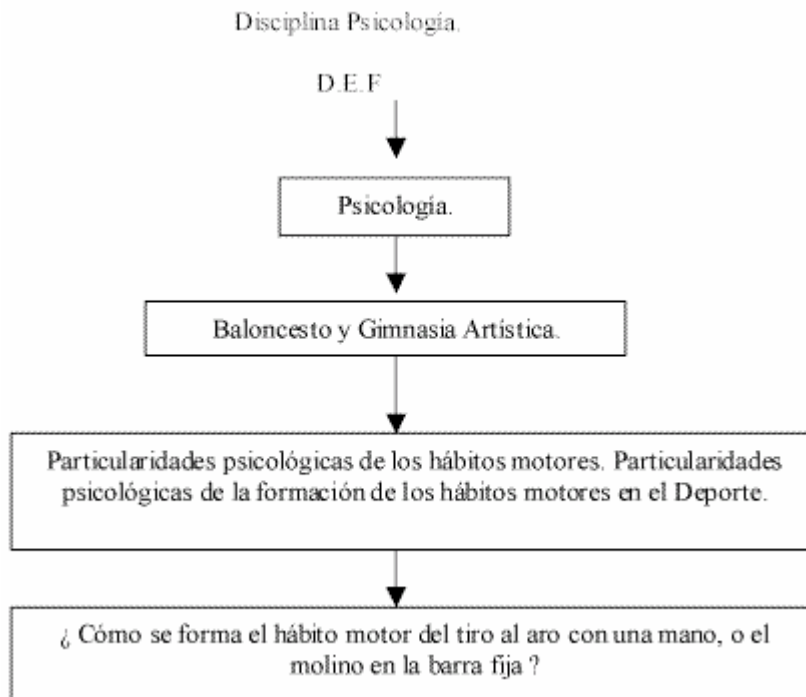 Disciplina Psicología.
D.E.F
Psicología.
Baloncesto y Gimnasia Artística.
Particularidades psicológicas de los hábitos motores. Particularidades
psicológicas de la formación de los hábitos motores en el Deporte.
¿ Cómo se forma el hábito motor del tiro al aro con una mano, o el
molino en la barra fija ?